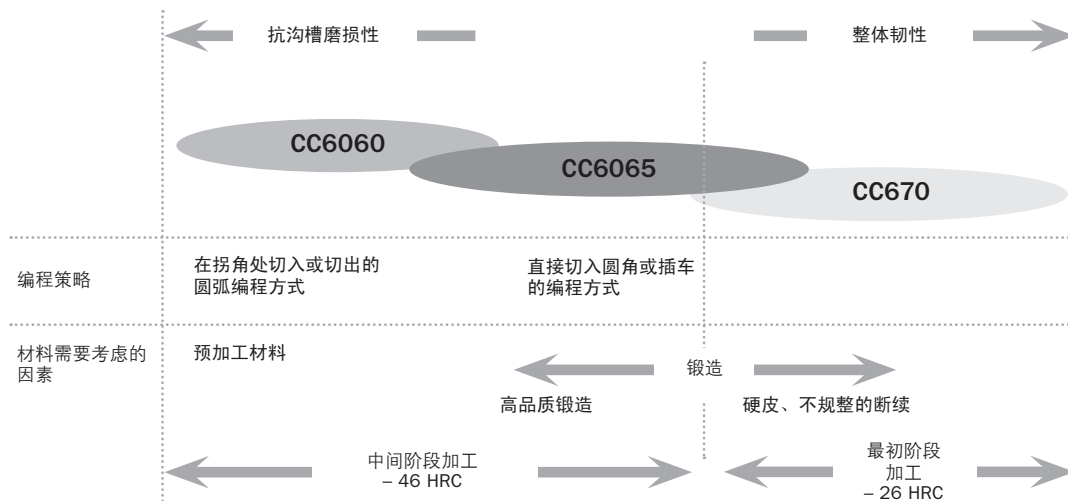 抗沟槽磨损性
整体韧性
CC6060
CC6065
CC670
编程策略
在拐角处切入或切出的
圆弧编程方式
直接切入圆角或插车
的编程方式
材料需要考虑的
因素
预加工材料
锻造
高品质锻造
硬皮、不规整的断续
中间阶段加工
– 46 HRC
最初阶段
加工
– 26 HRC